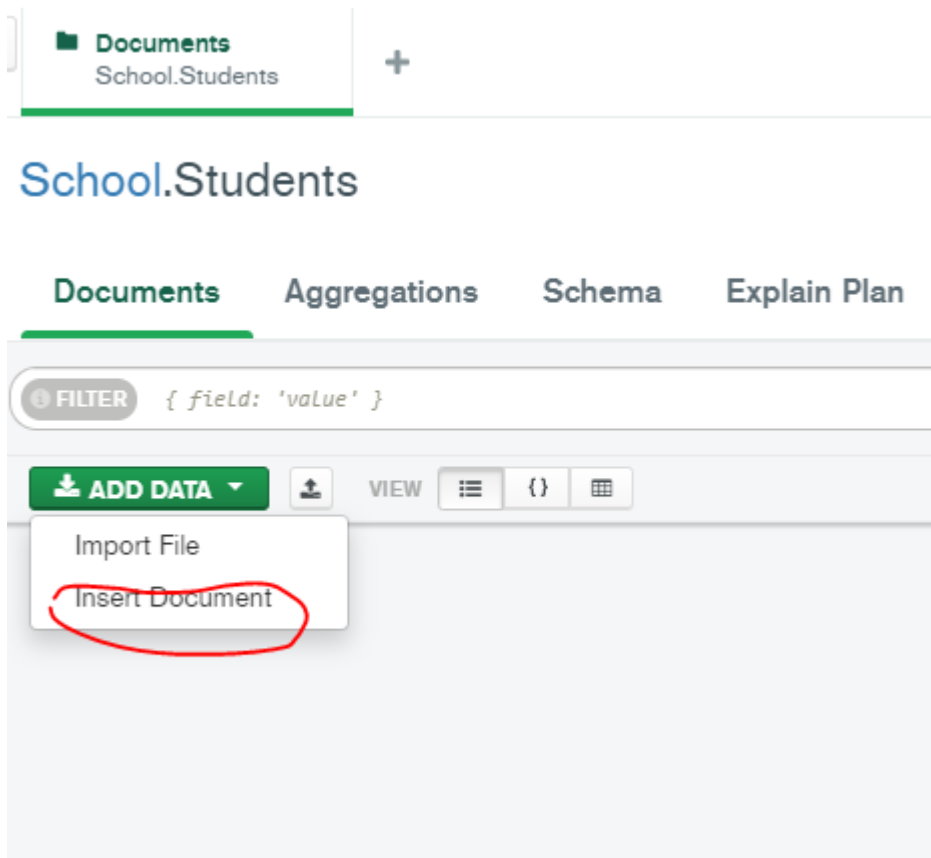 Documents
School.Students
+
School.Students
Documents Aggregations Schema Explain Plan
FILTER { field: 'value' }
ADD DATA VIEW {}
Import File
Insert Document